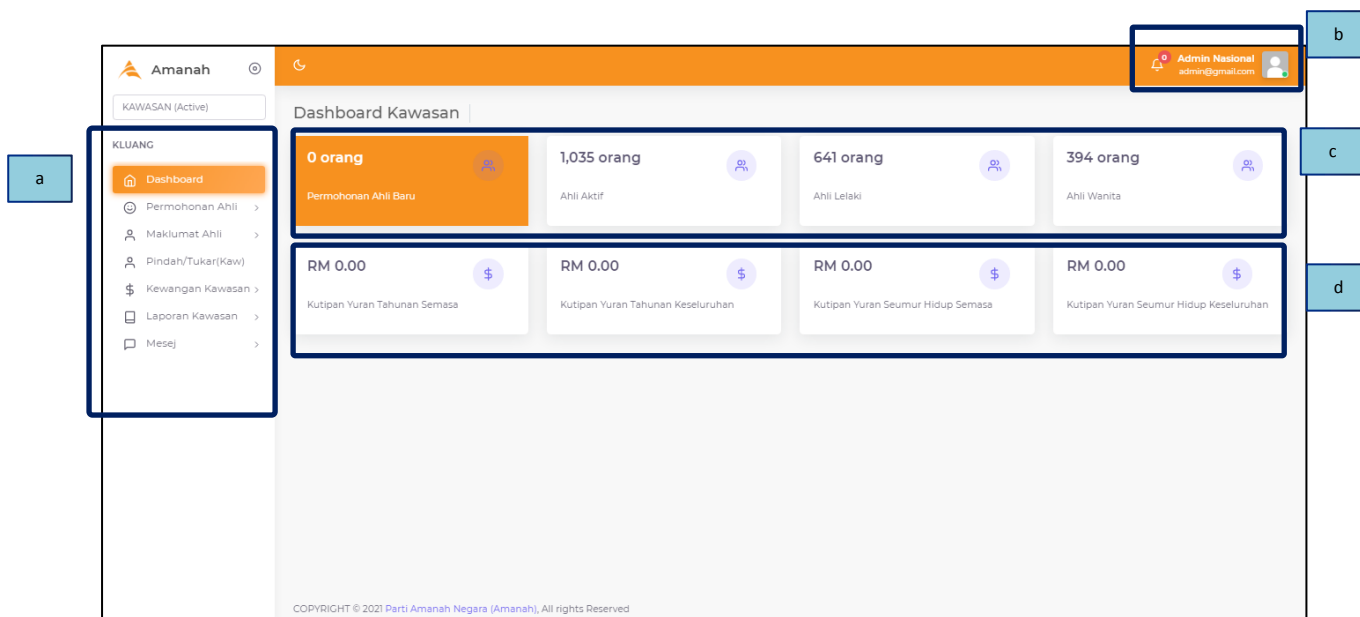 b
Amanah
0
Admin Nasional
admin@gmail.com
KAWASAN (Active)
Dashboard Kawasan
a
KLUANG
Dashboard
Permohonan Ahli
Maklumat Ahli
Pindah/Tukar(Kaw)
Kewangan Kawasan
Laporan Kawasan
Mesej
c
0 orang
Permohonan Ahli Baru
1,035 orang
Ahli Aktif
641 orang
Ahli Lelaki
394 orang
Ahli Wanita
d
RM 0.00
Kutipan Yuran Tahunan Semasa
RM 0.00
Kutipan Yuran Tahunan Keseluruhan
RM 0.00
Kutipan Yuran Seumur Hidup Semasa
RM 0.00
Kutipan Yuran Seumur Hidup Keseluruhan
COPYRIGHT © 2021 Parti Amanah Negara (Amanah), All rights Reserved